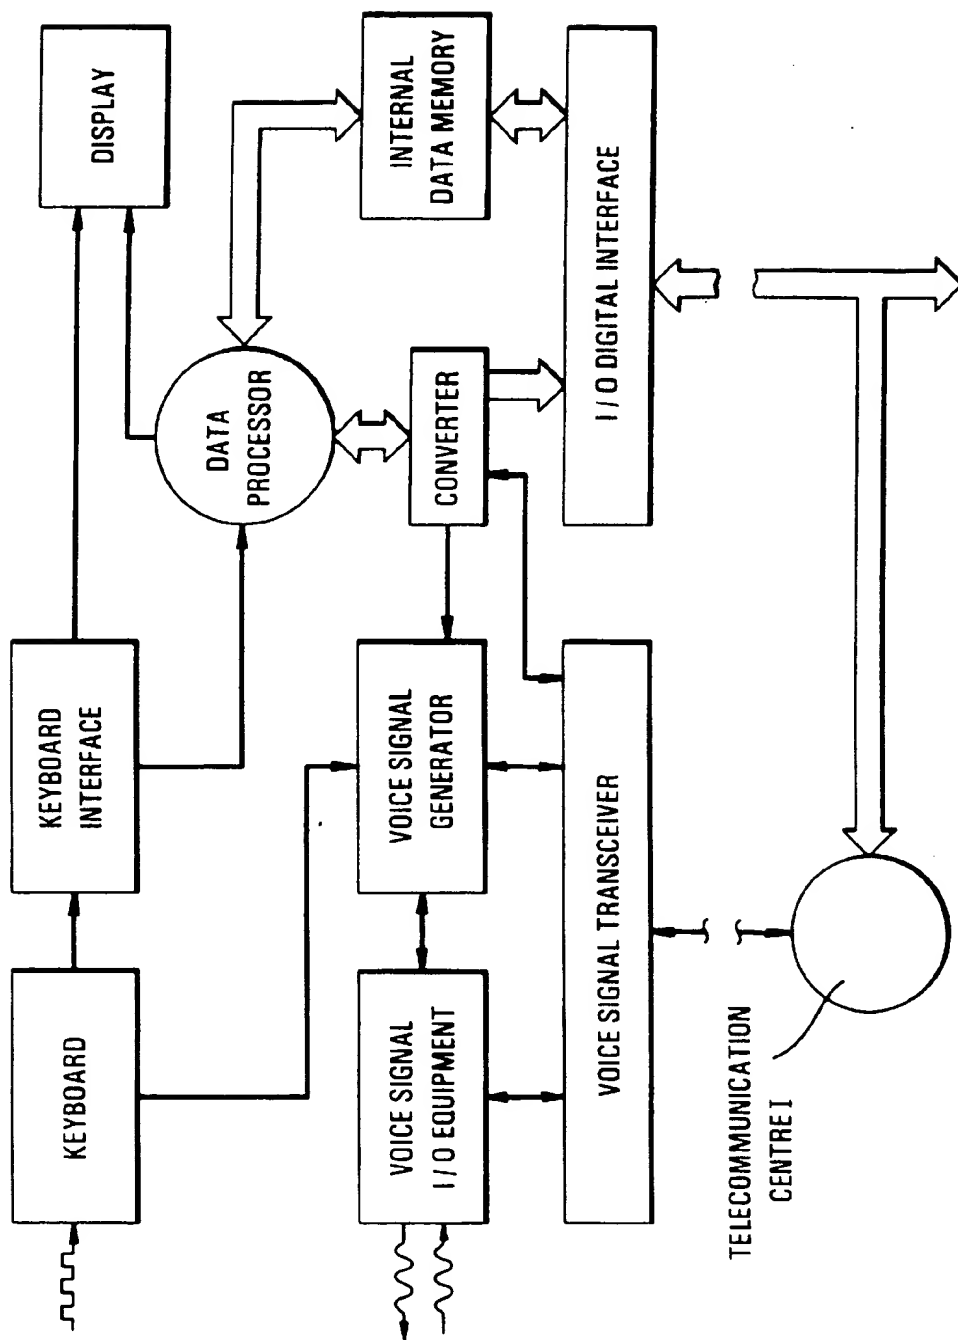 KEYBOARD
KEYBOARD
INTERFACE
DISPLAY
DATA
PROCESSOR
VOICE SIGNAL
I/O EQUIPMENT
VOICE SIGNAL
GENERATOR
CONVERTER
INTERNAL
DATA MEMORY
VOICE SIGNAL TRANSCEIVER
I/O DIGITAL INTERFACE
TELECOMMUNICATION
CENTRE I